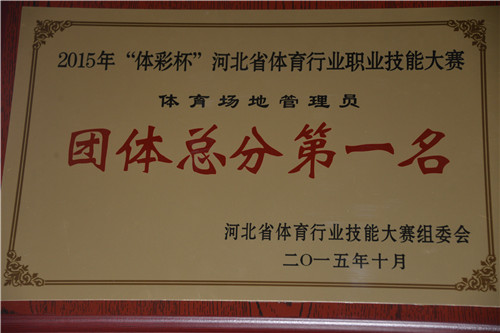 2015年“体彩杯”河北省体育行业职业技能大赛
体育场地管理员
团体总分第一名
河北省体育行业技能大赛组委会
二〇一五年十月